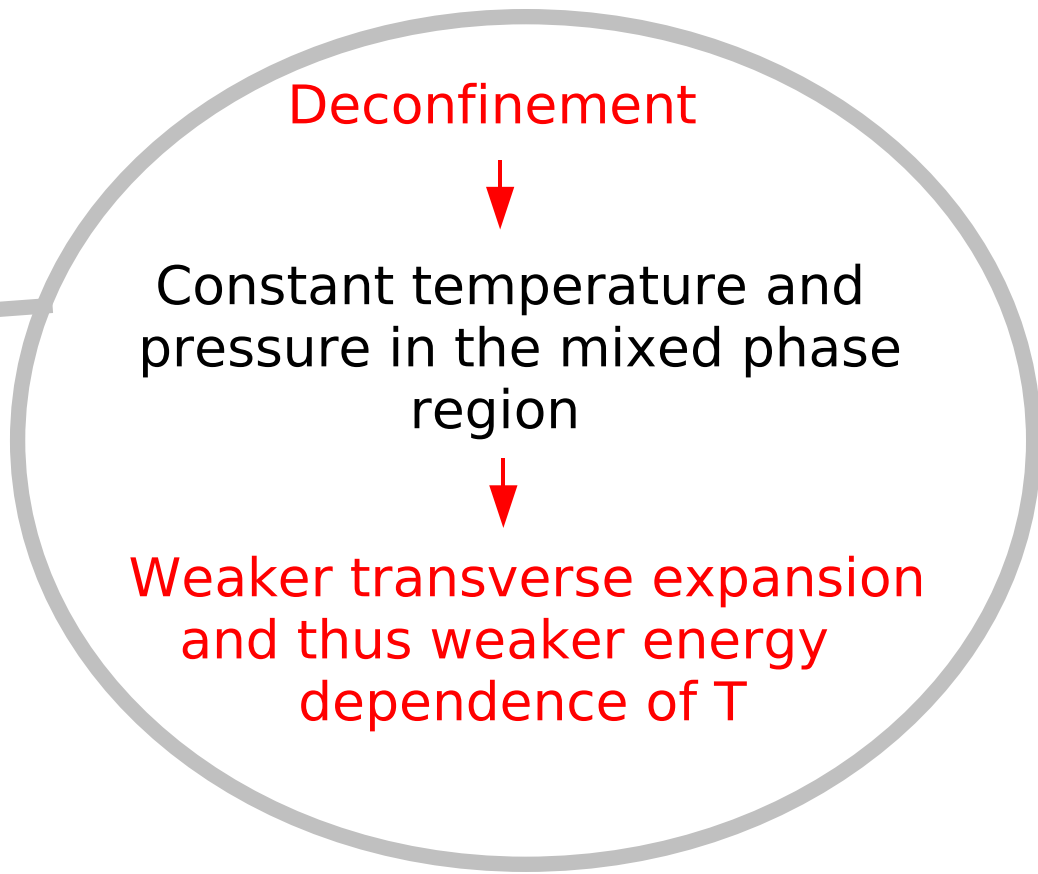 Deconfinement
Constant temperature and
pressure in the mixed phase
region
Weaker transverse expansion
and thus weaker energy
dependence of T